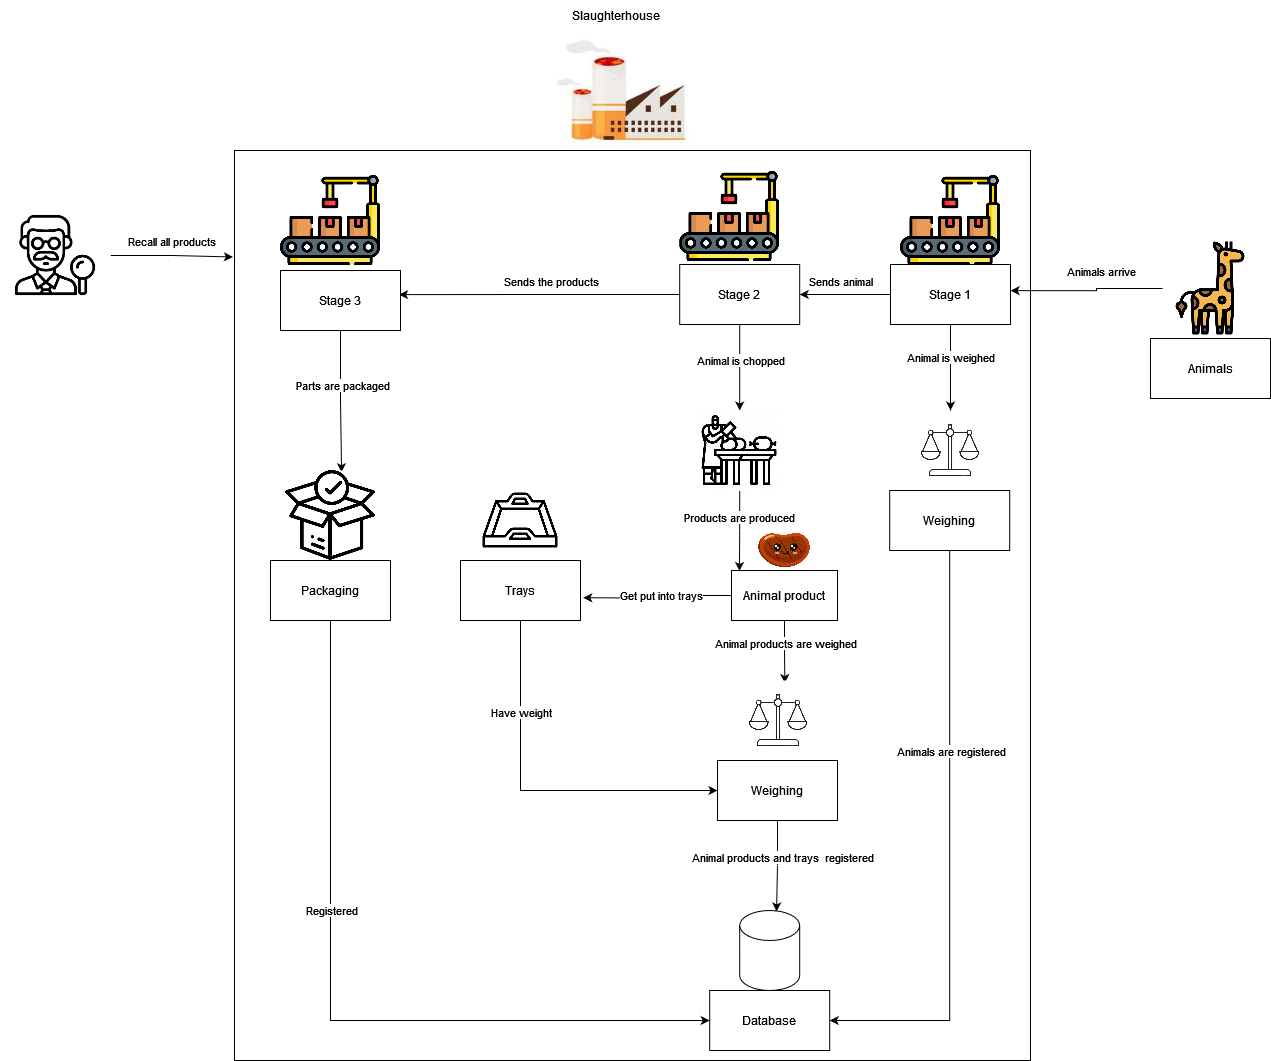 Slaughterhouse
Recall all products
Animals arrive
Sends the products
Sends animal
Stage 3
Stage 2
Stage 1
Animals
Parts are packaged
Animal is chopped
Animal is weighed
Products are produced
Weighing
Packaging
Trays
Get put into trays
Animal product
Animal products are weighed
Have weight
Animals are registered
Weighing
Animal products and trays  registered
Registered
Database